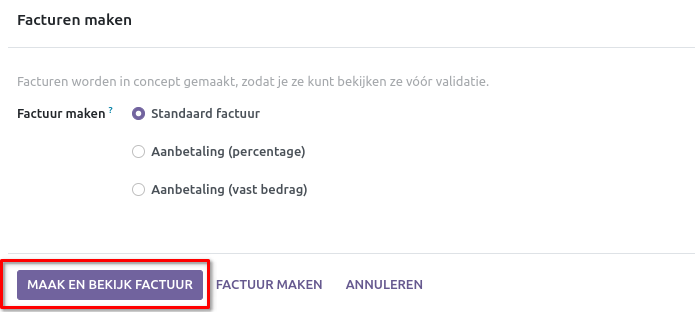 Facturen maken
Facturen worden in concept gemaakt, zodat je ze kunt bekijken ze vóór validatie.
Factuur maken ? Standaard factuur
Aanbetaling (percentage)
Aanbetaling (vast bedrag)
MAAK EN BEKIJK FACTUUR FACTUUR MAKEN ANNULEREN